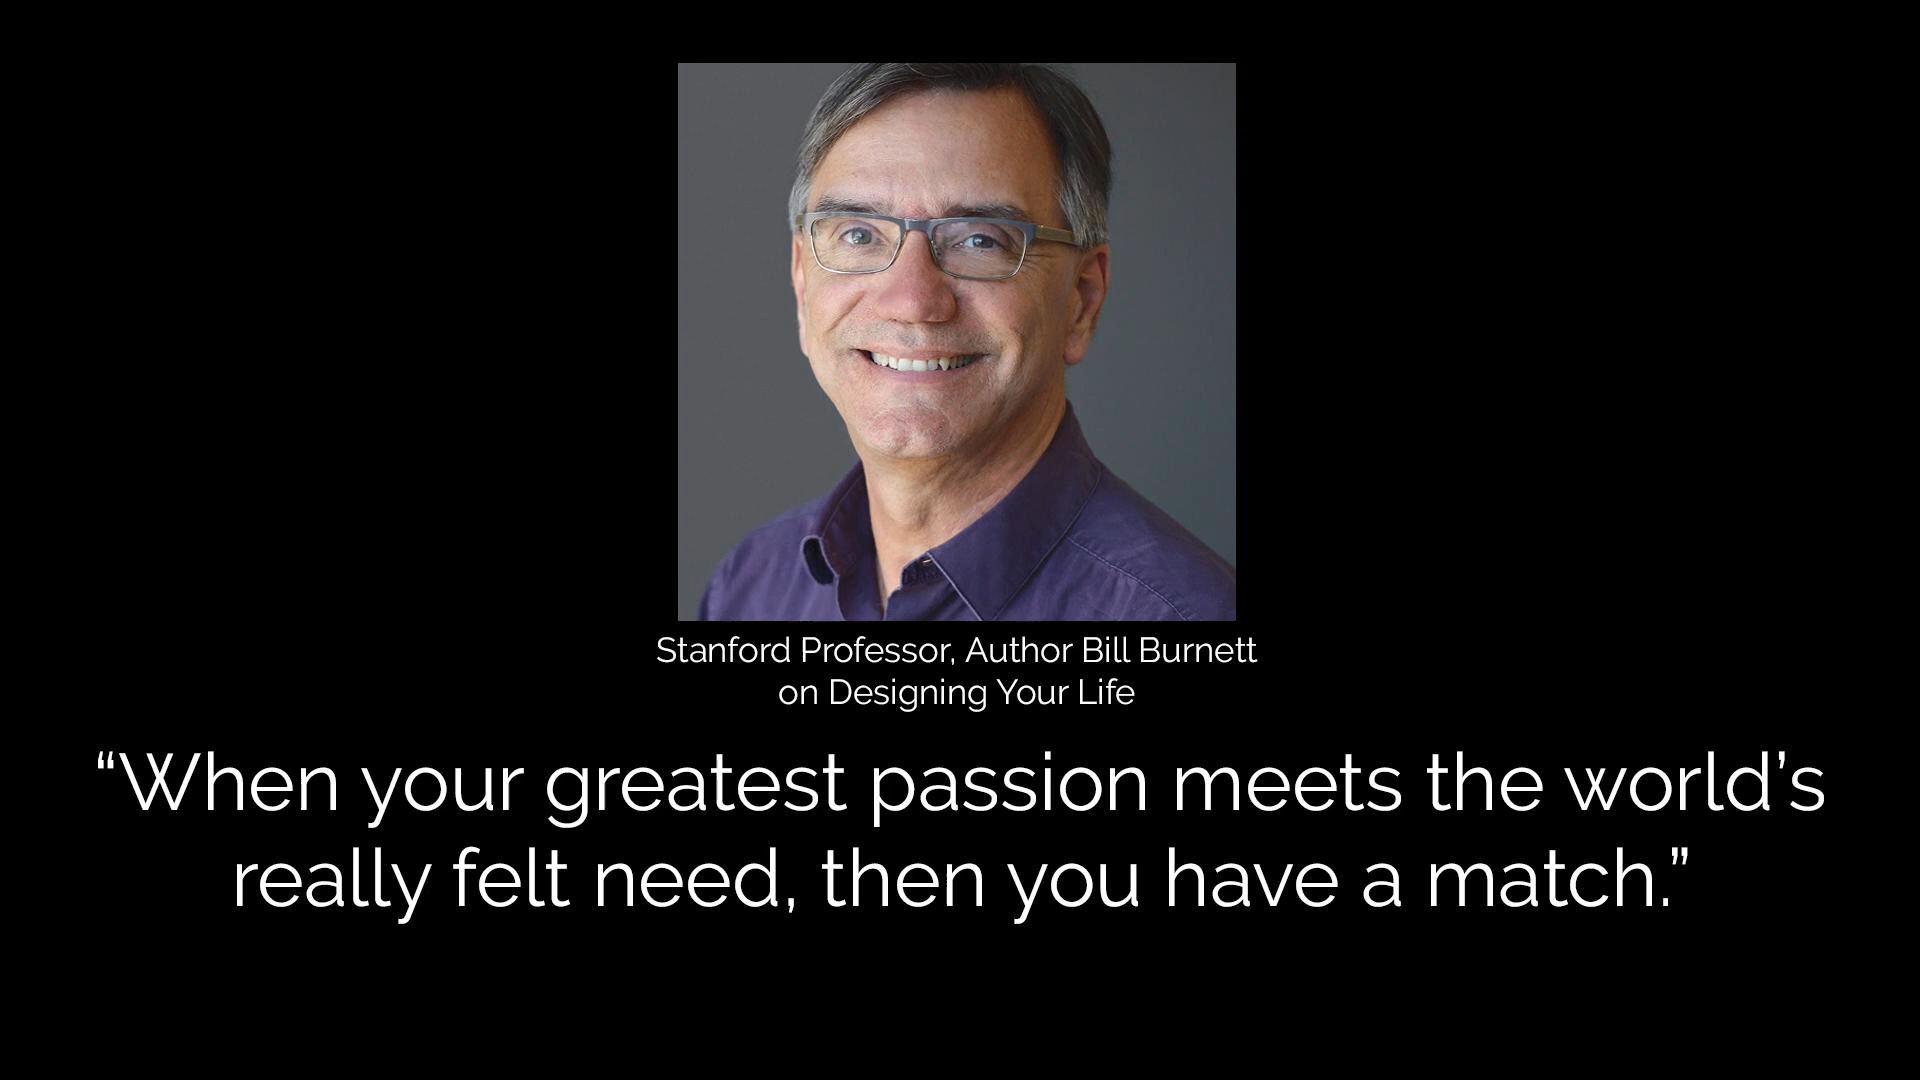 Stanford Professor, Author Bill Burnett
on Designing Your Life
“When your greatest passion meets the world’s
really felt need, then you have a match.”